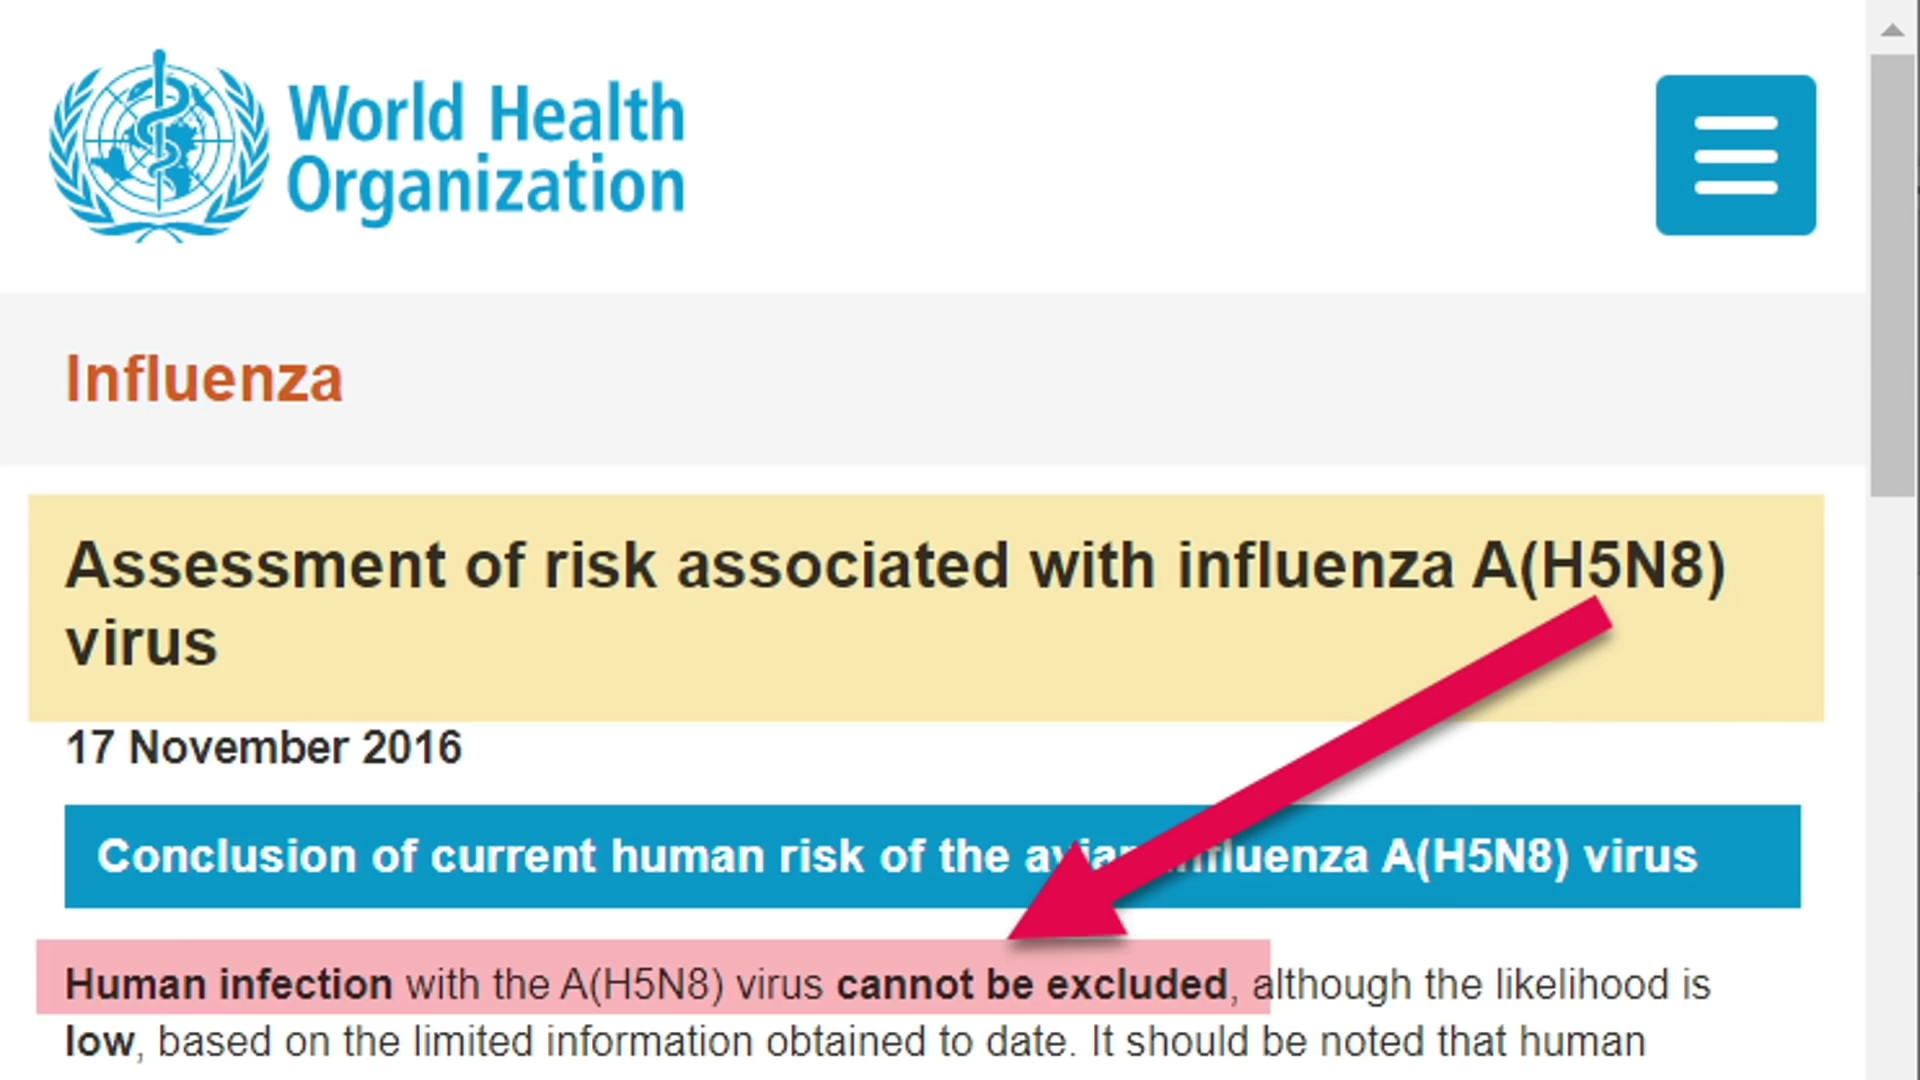 World Health
Organization
Influenza
Assessment of risk associated with influenza A(H5N8)
virus
17 November 2016
Conclusion of current human risk of the avian influenza A(H5N8) virus
Human infection with the A(H5N8) virus cannot be excluded, although the likelihood is
low, based on the limited information obtained to date. It should be noted that human